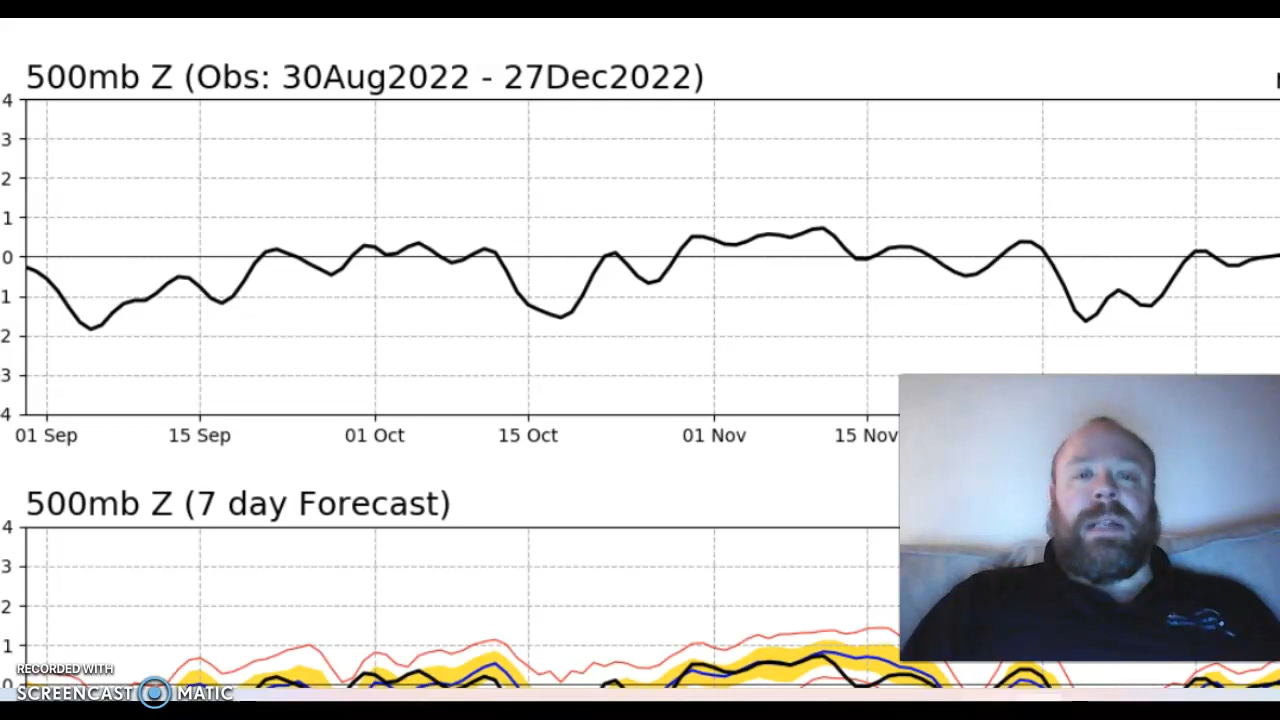 500mb Z (Obs: 30Aug2022 - 27Dec2022)
4
3
2
1
0
1
2
3
4
01 Sep 15 Sep 01 Oct 15 Oct 01 Nov 15 Nov
500mb Z (7 day Forecast)
4
3
2
1
0
RECORDED WITH
SCREENCAST MATIC